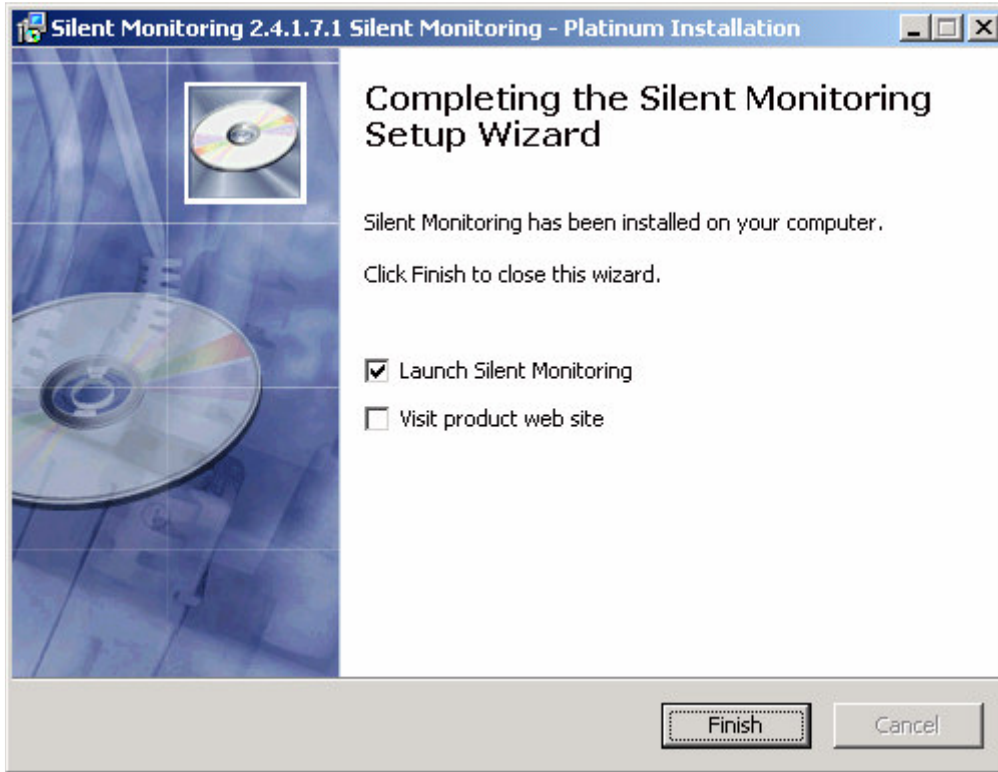 Silent Monitoring 2.4.1.7.1 Silent Monitoring - Platinum Installation
Completing the Silent Monitoring
Setup Wizard
Silent Monitoring has been installed on your computer.
Click Finish to close this wizard.
Launch Silent Monitoring
Visit product web site
Finish
Cancel